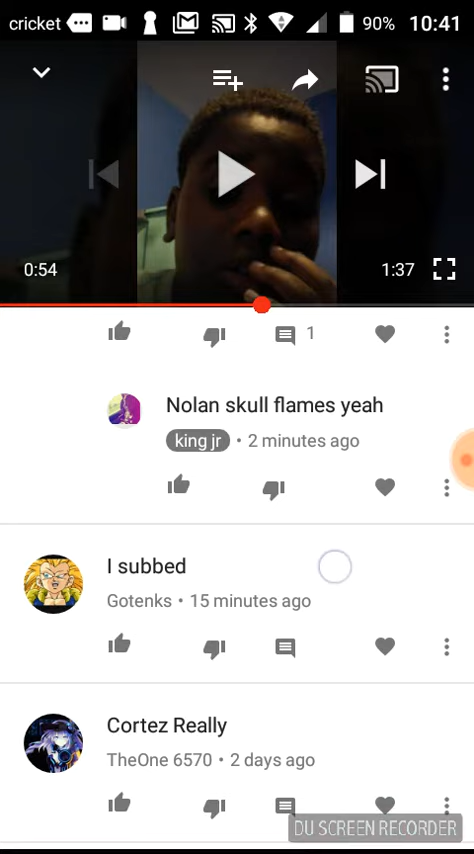 cricket 90% 10:41
0:54 1:37
1
Nolan skull flames yeah
king jr • 2 minutes ago
I subbed
Gotenks • 15 minutes ago
Cortez Really
TheOne 6570 • 2 days ago
DU SCREEN RECORDER